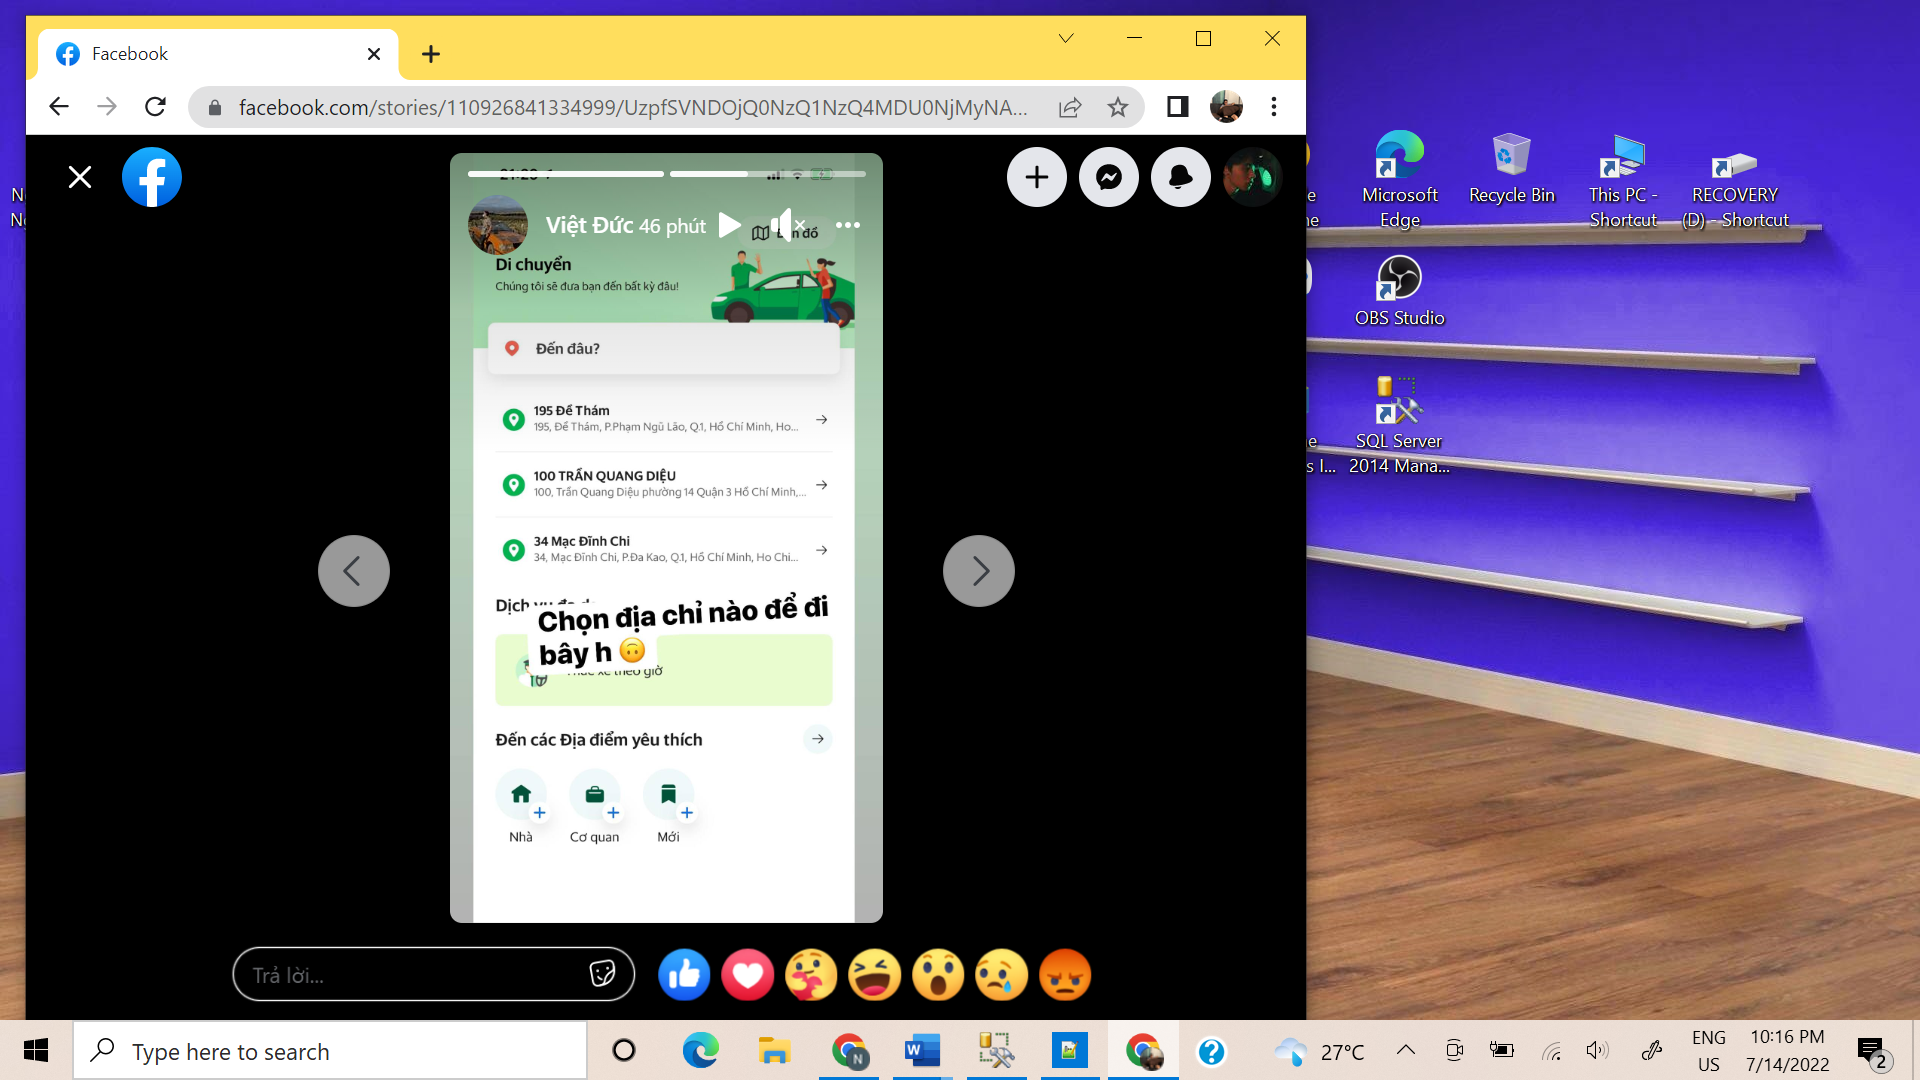 Facebook
facebook.com/stories/110926841334999/UzpfSVNDOjQ0NzQ1NzQ4MDU0NjMyNA...
Việt Đức 46 phút
Di chuyển
Chúng tôi sẽ đưa bạn đến bất kỳ đâu!
Đến đâu?
195 Đề Thám
195, Đề Thám, P.Phạm Ngũ Lão, Q.1, Hồ Chí Minh, Ho...
100 TRẦN QUANG DIỆU
100, Trần Quang Diệu phường 14 Quận 3 Hồ Chí Minh,...
34 Mạc Đĩnh Chi
34, Mạc Đĩnh Chi, P.Đa Kao, Q.1, Hồ Chí Minh, Ho Chi...
Dịch
Chọn địa chỉ nào để đi
bây h 🙃
xe theo giờ
Đến các Địa điểm yêu thích
Nhà
Cơ quan
Mới
Trả lời...
Microsoft
Edge
Recycle Bin
This PC -
Shortcut
RECOVERY
(D) - Shortcut
OBS Studio
SQL Server
2014 Mana...
Type here to search
N
W
27°C
ENG
US
10:16 PM
7/14/2022
2